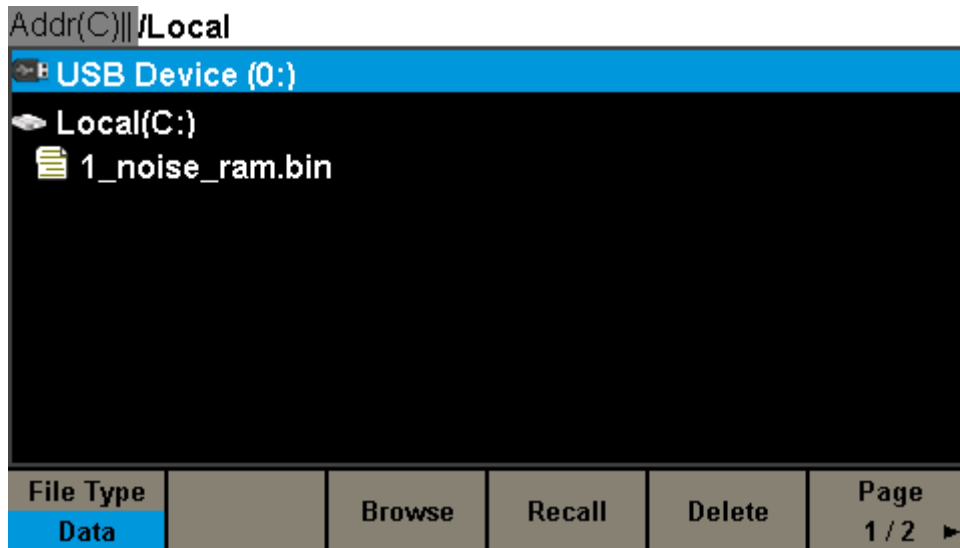 Addr(C)|| /Local
USB Device (0:)
Local(C:)
1_noise_ram.bin
File Type
Data
Browse
Recall
Delete
Page
1 / 2 ►